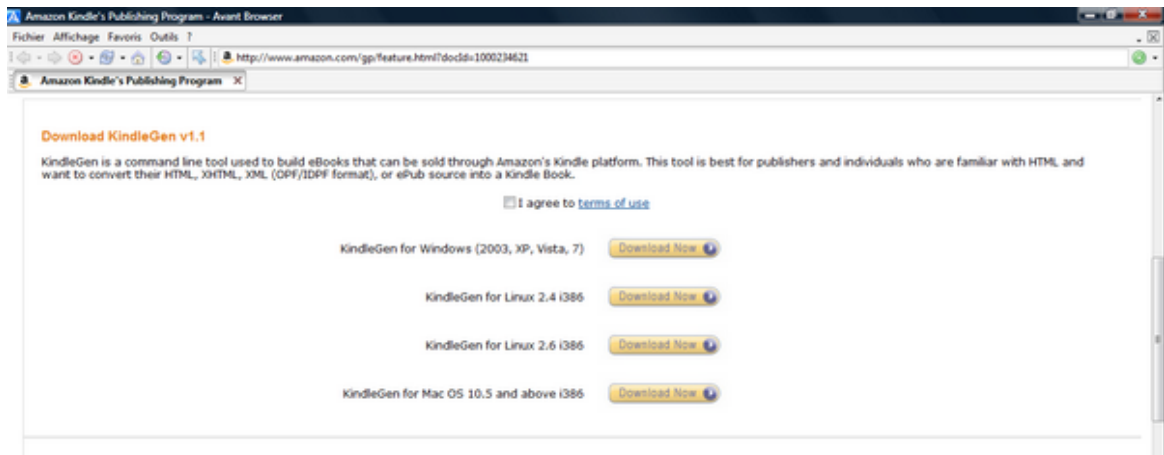 Amazon Kindle's Publishing Program - Avant Browser
Fichier Affichage Favoris Outils ?
http://www.amazon.com/gp/feature.html?docId=1000234621
Amazon Kindle's Publishing Program X
Download KindleGen v1.1
KindleGen is a command line tool used to build eBooks that can be sold through Amazon's Kindle platform. This tool is best for publishers and individuals who are familiar with HTML and
want to convert their HTML, XHTML, XML (OPF/IDPF format), or ePub source into a Kindle Book.
I agree to terms of use
KindleGen for Windows (2003, XP, Vista, 7) Download Now
KindleGen for Linux 2.4 i386 Download Now
KindleGen for Linux 2.6 i386 Download Now
KindleGen for Mac OS 10.5 and above i386 Download Now